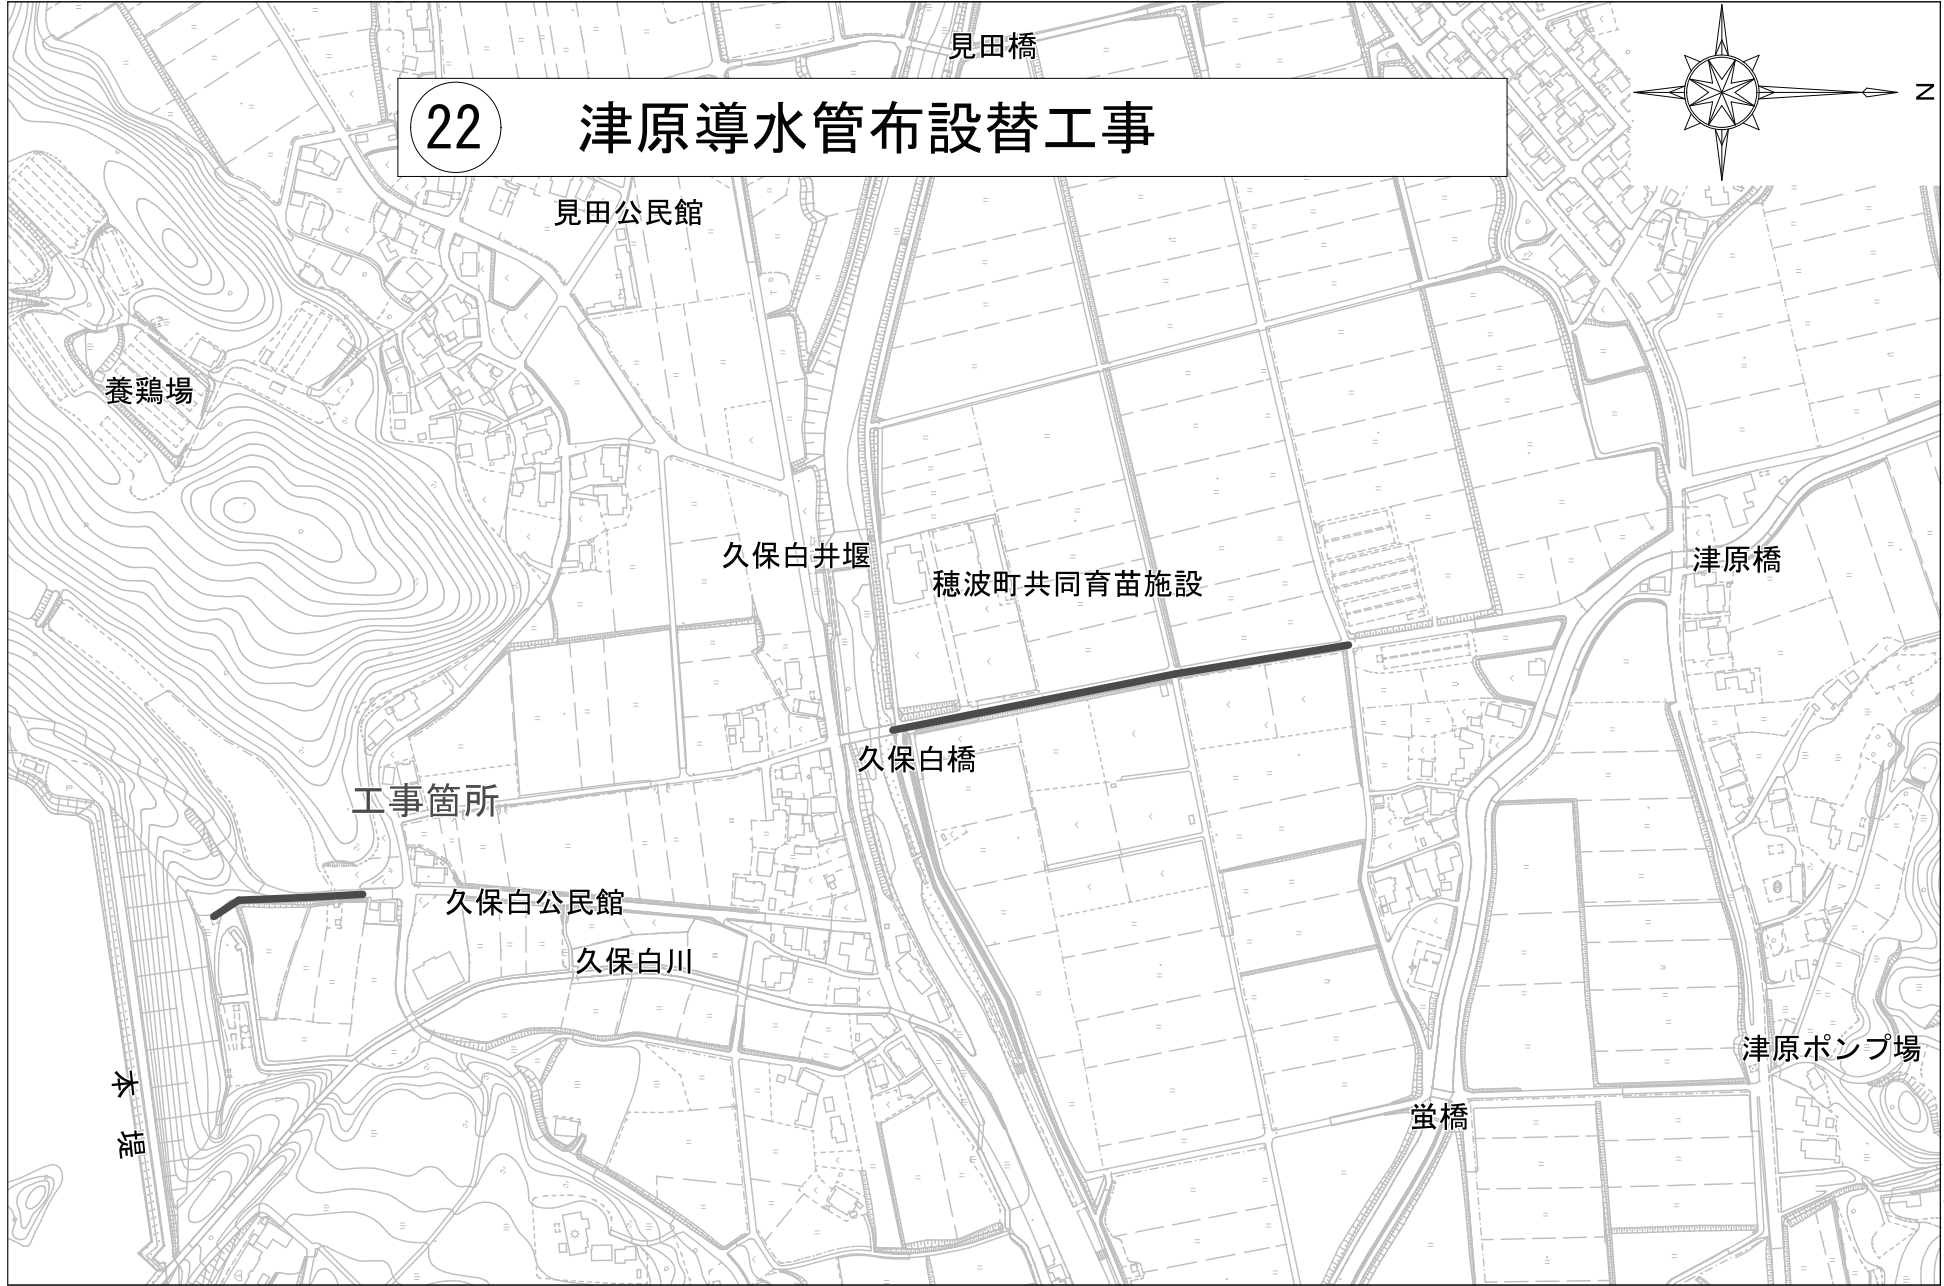 見田橋
N
22 津原導水管布設替工事
見田公民館
養鶏場
久保白井堰
穂波町共同育苗施設
津原橋
久保白橋
工事箇所
久保白公民館
久保白川
津原ポンプ場
本堤
蛍橋